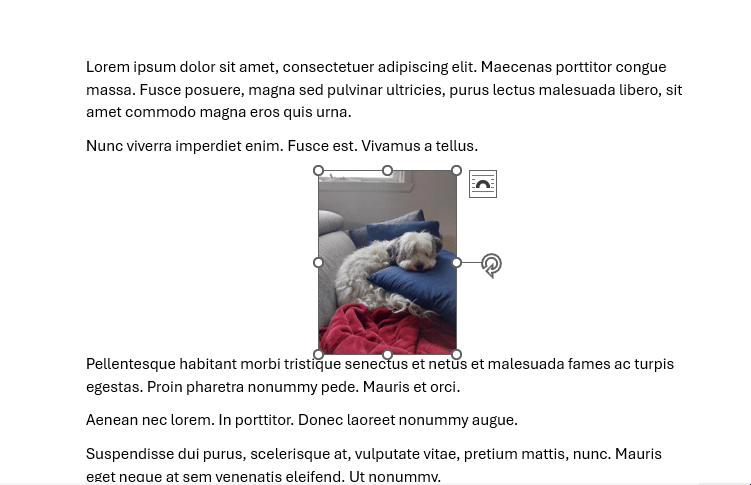 Lorem ipsum dolor sit amet, consectetuer adipiscing elit. Maecenas porttitor congue
massa. Fusce posuere, magna sed pulvinar ultricies, purus lectus malesuada libero, sit
amet commodo magna eros quis urna.
Nunc viverra imperdiet enim. Fusce est. Vivamus a tellus.
Pellentesque habitant morbi tristique senectus et netus et malesuada fames ac turpis
egestas. Proin pharetra nonummy pede. Mauris et orci.
Aenean nec lorem. In porttitor. Donec laoreet nonummy augue.
Suspendisse dui purus, scelerisque at, vulputate vitae, pretium mattis, nunc. Mauris
eget neque at sem venenatis eleifend. Ut nonummy.